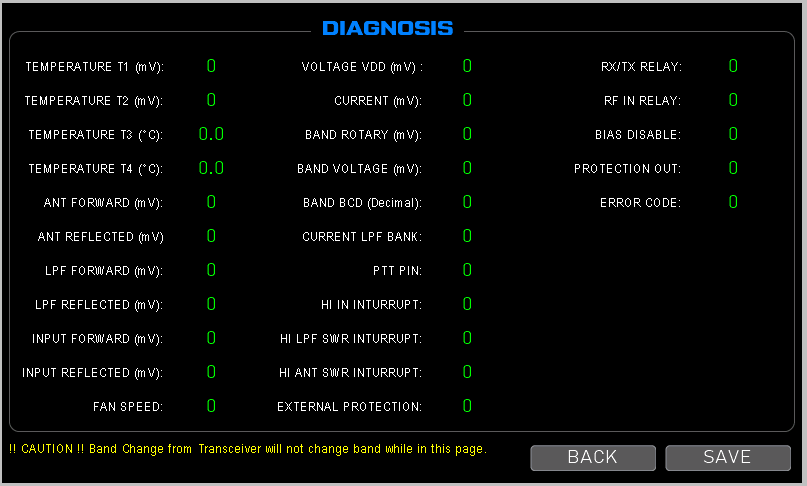 DIAGNOSIS
TEMPERATURE T1 (mV): 0 VOLTAGE VDD (mV) : 0 RX/TX RELAY: 0
TEMPERATURE T2 (mV): 0 CURRENT (mV): 0 RF IN RELAY: 0
TEMPERATURE T3 (°C): 0.0 BAND ROTARY (mV): 0 BIAS DISABLE: 0
TEMPERATURE T4 (°C): 0.0 BAND VOLTAGE (mV): 0 PROTECTION OUT: 0
ANT FORWARD (mV): 0 BAND BCD (Decimal): 0 ERROR CODE: 0
ANT REFLECTED (mV) 0 CURRENT LPF BANK: 0
LPF FORWARD (mV): 0 PTT PIN: 0
LPF REFLECTED (mV): 0 HI IN INTURRUPT: 0
INPUT FORWARD (mV): 0 HI LPF SWR INTURRUPT: 0
INPUT REFLECTED (mV): 0 HI ANT SWR INTURRUPT: 0
FAN SPEED: 0 EXTERNAL PROTECTION: 0
!! CAUTION !! Band Change from Transceiver will not change band while in this page.
BACK SAVE